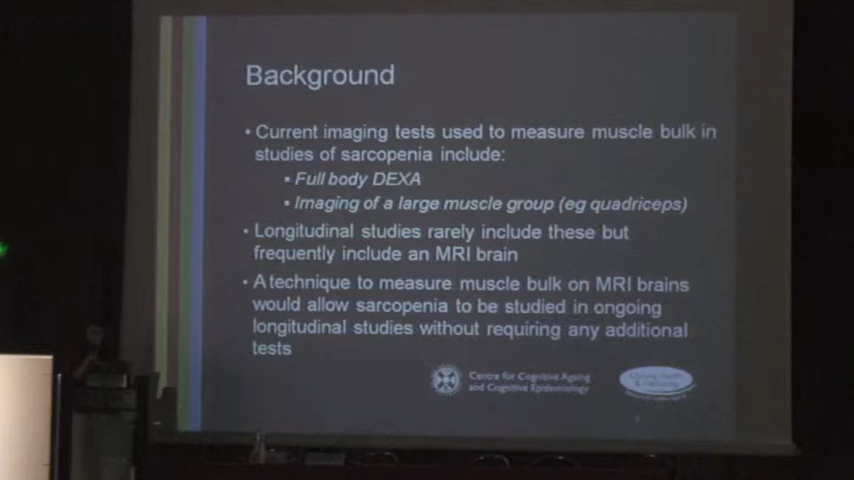 Background
• Current imaging tests used to measure muscle bulk in
studies of sarcopenia include:
▪ Full body DEXA
▪ Imaging of a large muscle group (eg quadriceps)
• Longitudinal studies rarely include these but
frequently include an MRI brain
• A technique to measure muscle bulk on MRI brains
would allow sarcopenia to be studied in ongoing
longitudinal studies without requiring any additional
tests
Centre for Cognitive Ageing
and Cognitive Epidemiology